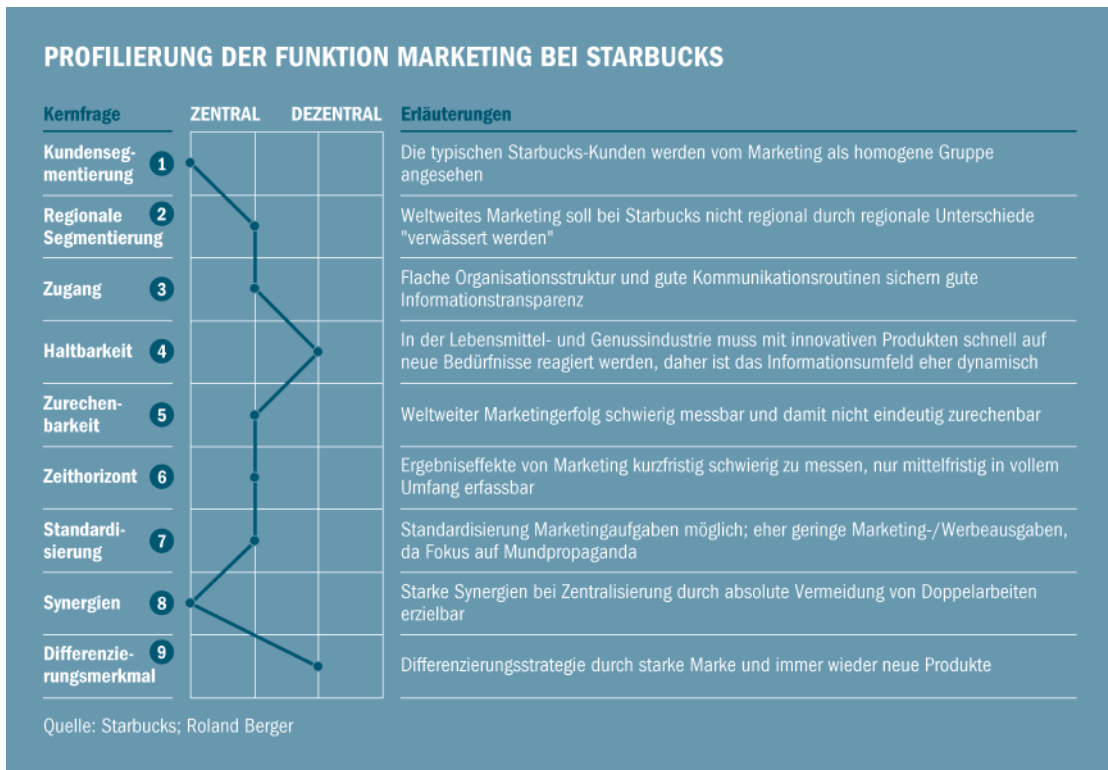 PROFILIERUNG DER FUNKTION MARKETING BEI STARBUCKS
Kernfrage ZENTRAL DEZENTRAL Erläuterungen
Kundenseg-
mentierung
1
Die typischen Starbucks-Kunden werden vom Marketing als homogene Gruppe
angesehen
Regionale
Segmentierung
2
Weltweites Marketing soll bei Starbucks nicht regional durch regionale Unterschiede
"verwässert werden"
Zugang
3
Flache Organisationsstruktur und gute Kommunikationsroutinen sichern gute
Informationstransparenz
Haltbarkeit
4
In der Lebensmittel- und Genussindustrie muss mit innovativen Produkten schnell auf
neue Bedürfnisse reagiert werden, daher ist das Informationsumfeld eher dynamisch
Zurechen-
barkeit
5
Weltweiter Marketingerfolg schwierig messbar und damit nicht eindeutig zurechenbar
Zeithorizont
6
Ergebniseffekte von Marketing kurzfristig schwierig zu messen, nur mittelfristig in vollem
Umfang erfassbar
Standardi-
sierung
7
Standardisierung Marketingaufgaben möglich; eher geringe Marketing-/Werbeausgaben,
da Fokus auf Mundpropaganda
Synergien
8
Starke Synergien bei Zentralisierung durch absolute Vermeidung von Doppelarbeiten
erzielbar
Differenzie-
rungsmerkmal
9
Differenzierungsstrategie durch starke Marke und immer wieder neue Produkte
Quelle: Starbucks; Roland Berger